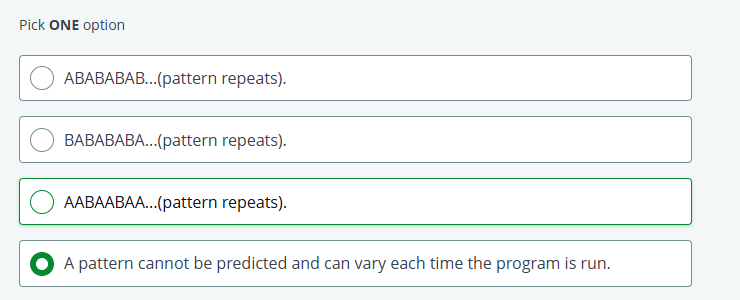 Pick ONE option
ABABABAB...(pattern repeats).
BABABABA...(pattern repeats).
AABAABAA...(pattern repeats).
A pattern cannot be predicted and can vary each time the program is run.